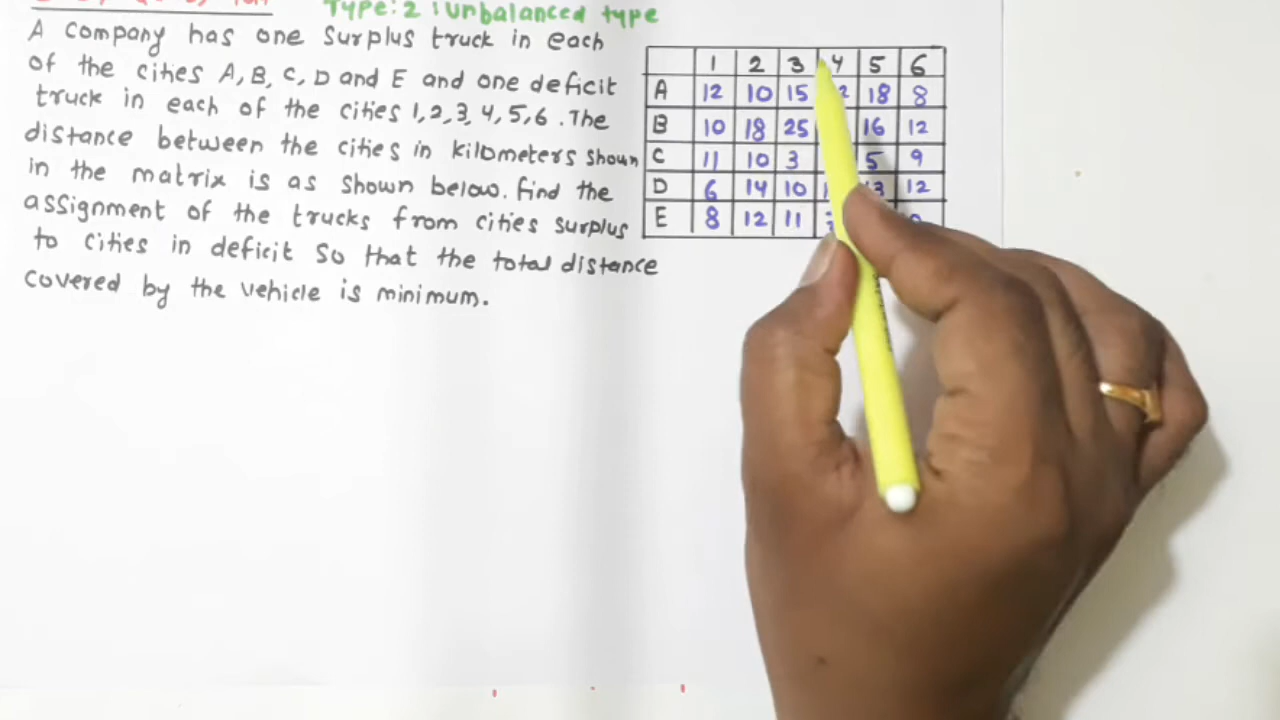 Type: 2 : Unbalanced type
A company has one surplus truck in each
of the cities A, B, C, D and E and one deficit
truck in each of the cities 1, 2, 3, 4, 5, 6 . The
distance between the cities in kilometers shown
in the matrix is as shown below. find the
assignment of the trucks from cities surplus
to cities in deficit so that the total distance
covered by the vehicle is minimum.
1 2 3 4 5 6
A 12 10 15 18 8
B 10 18 25 16 12
C 11 10 3 5 9
D 6 14 10 12
E 8 12 11